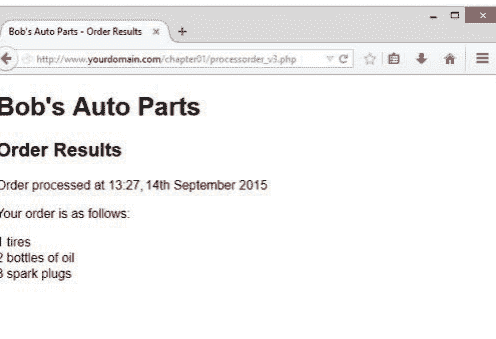 Bob's Auto Parts - Order Results
http://www.yourdomain.com/chapter01/processorder_v3.php
Bob's Auto Parts
Order Results
Order processed at 13:27, 14th September 2015
Your order is as follows:
1 tires
2 bottles of oil
3 spark plugs